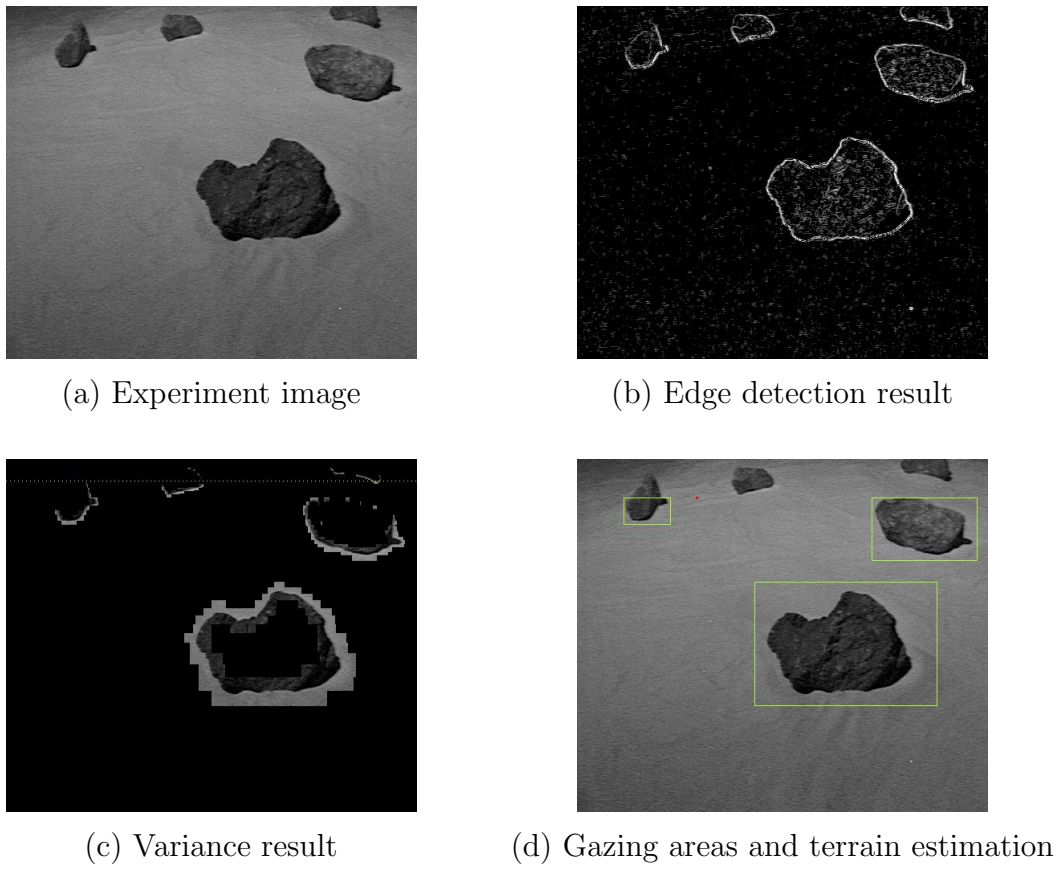 (a) Experiment image
(b) Edge detection result
(c) Variance result
(d) Gazing areas and terrain estimation